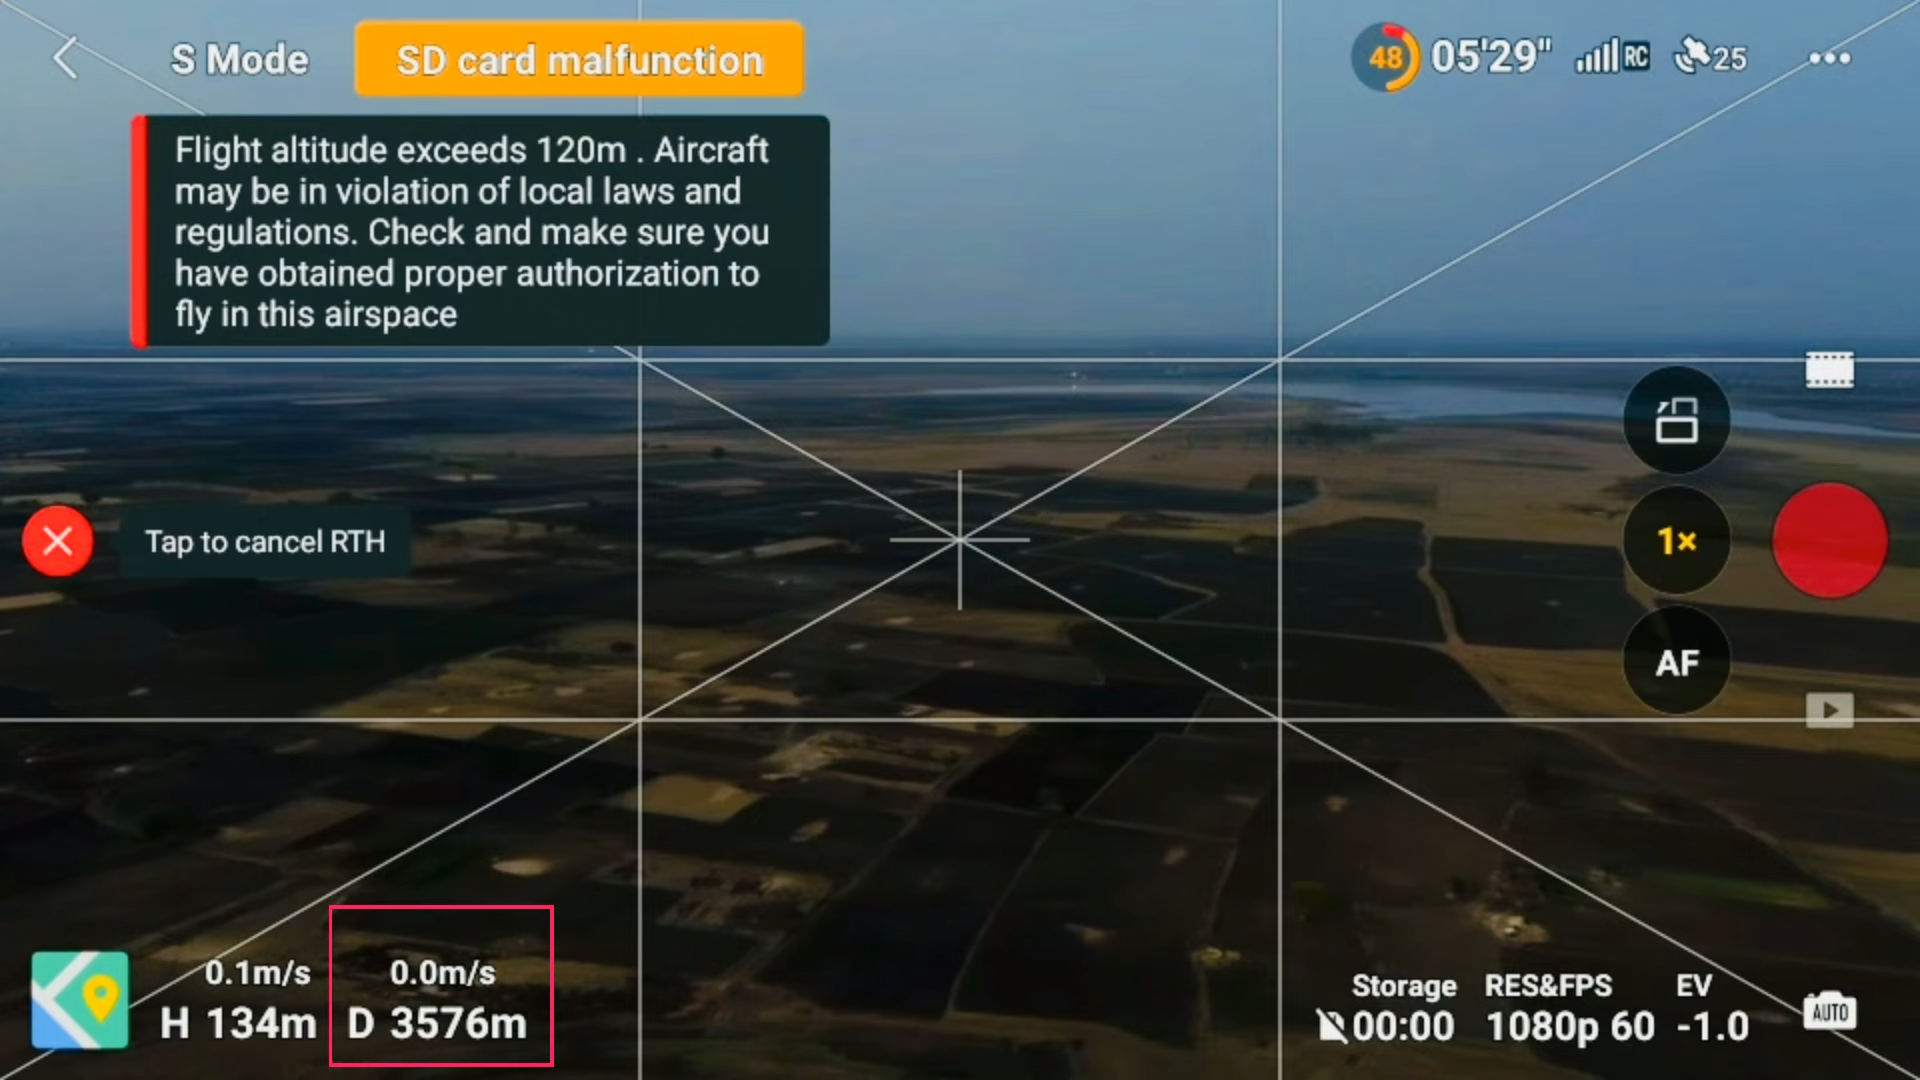 S Mode
SD card malfunction
48 05'29" RC 25
Flight altitude exceeds 120m . Aircraft
may be in violation of local laws and
regulations. Check and make sure you
have obtained proper authorization to
fly in this airspace
Tap to cancel RTH
1×
AF
0.1m/s 0.0m/s
H 134m D 3576m
Storage RES&FPS EV
00:00 1080p 60 -1.0
AUTO